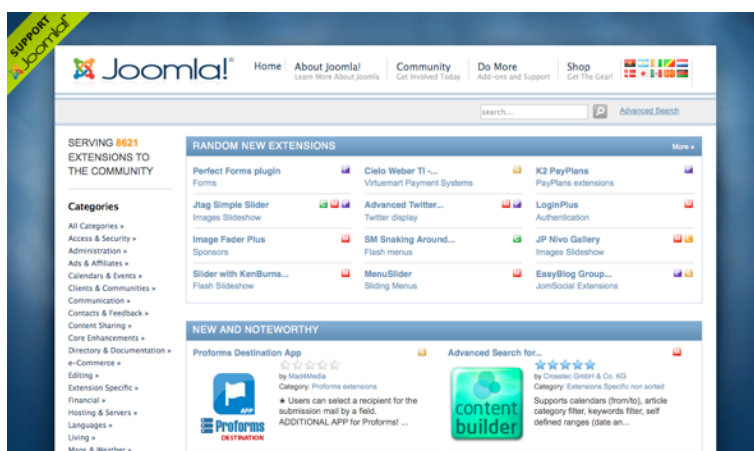 SUPPORT
Joomla!
Joomla!
Home
About Joomla!
Learn More About Joomla
Community
Get Involved Today
Do More
Add-ons and Support
Shop
Get The Gear!
search...
Advanced Search
SERVING 8621
EXTENSIONS TO
THE COMMUNITY
Categories
All Categories »
Access & Security »
Administration »
Ads & Affiliates »
Calendars & Events »
Clients & Communities »
Communication »
Contacts & Feedback »
Content Sharing »
Core Enhancements »
Directory & Documentation »
e-Commerce »
Editing »
Extension Specific »
Financial »
Hosting & Servers »
Languages »
Living »
Maps & Weather »
RANDOM NEW EXTENSIONS
More »
Perfect Forms plugin
Forms
Cielo Weber TI -...
Virtuemart Payment Systems
K2 PayPlans
PayPlans extensions
Jtag Simple Slider
Images Slideshow
Advanced Twitter...
Twitter display
LoginPlus
Authentication
Image Fader Plus
Sponsors
SM Snaking Around...
Flash menus
JP Nivo Gallery
Images Slideshow
Slider with KenBurns...
Flash Slideshow
MenuSlider
Sliding Menus
EasyBlog Group...
JomSocial Extensions
NEW AND NOTEWORTHY
Proforms Destination App
by Mad4Media
Category: Proforms extensions
★ Users can select a recipient for the
submission mail by a field.
ADDITIONAL APP for Proforms! ...
APP
Proforms
DESTINATION
Advanced Search for...
by Crosstec GmbH & Co. KG
Category: Extensions Specific non sorted
Supports calendars (from/to), article
category filter, keywords filter, self
defined ranges (date an...
content
builder